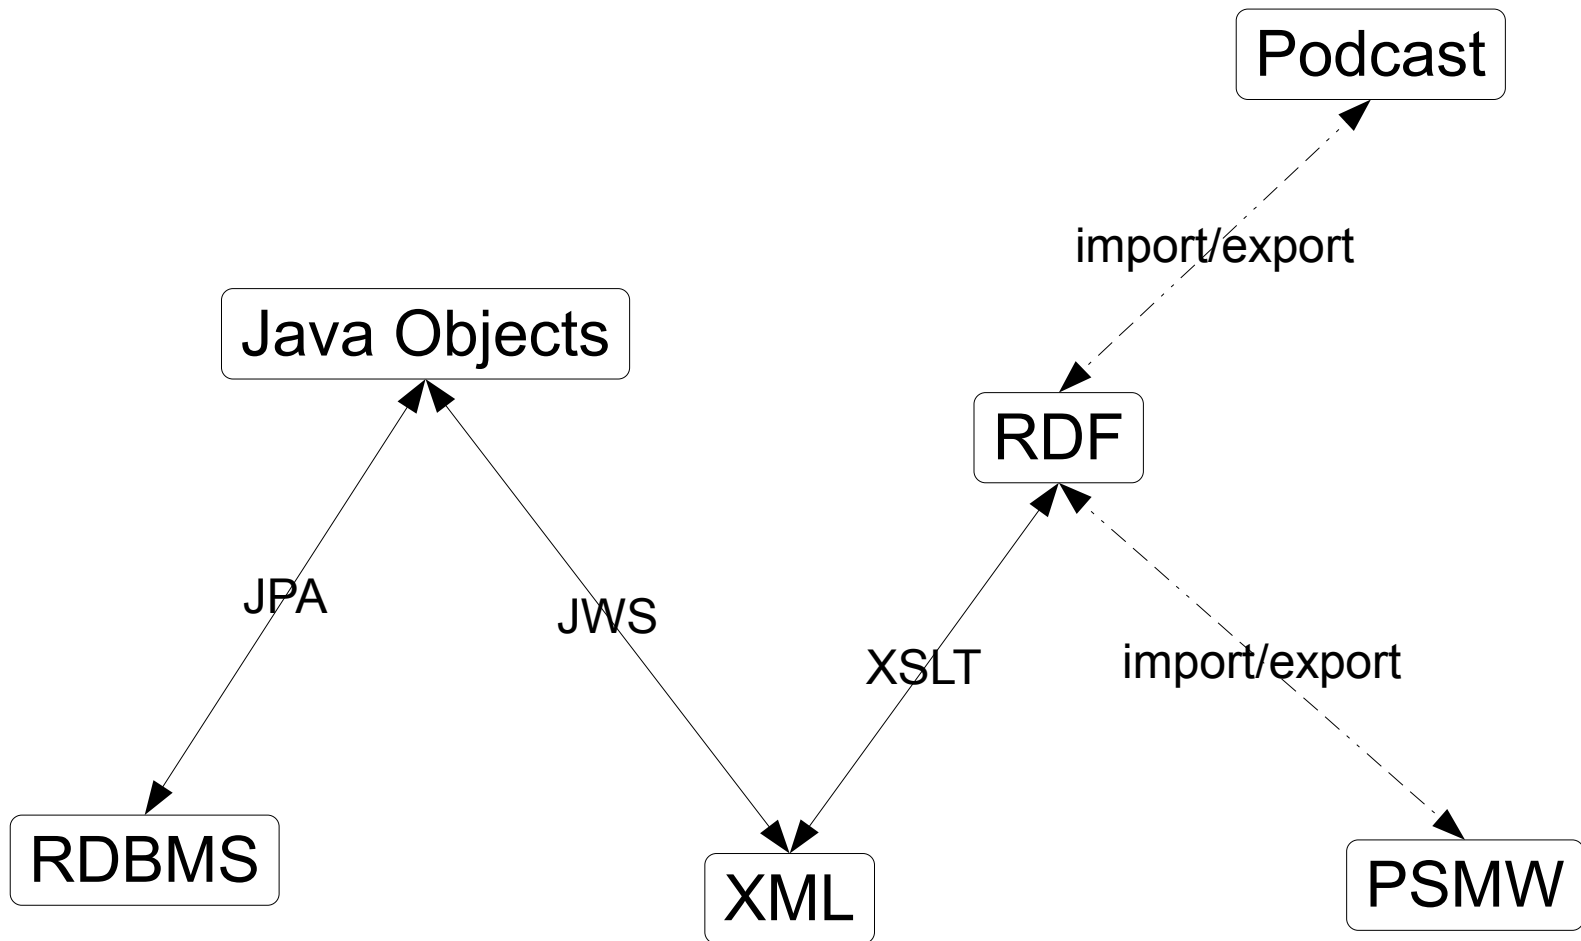 Podcast
import/export
Java Objects
RDF
JPA
JWS
XSLT
import/export
RDBMS
XML
PSMW